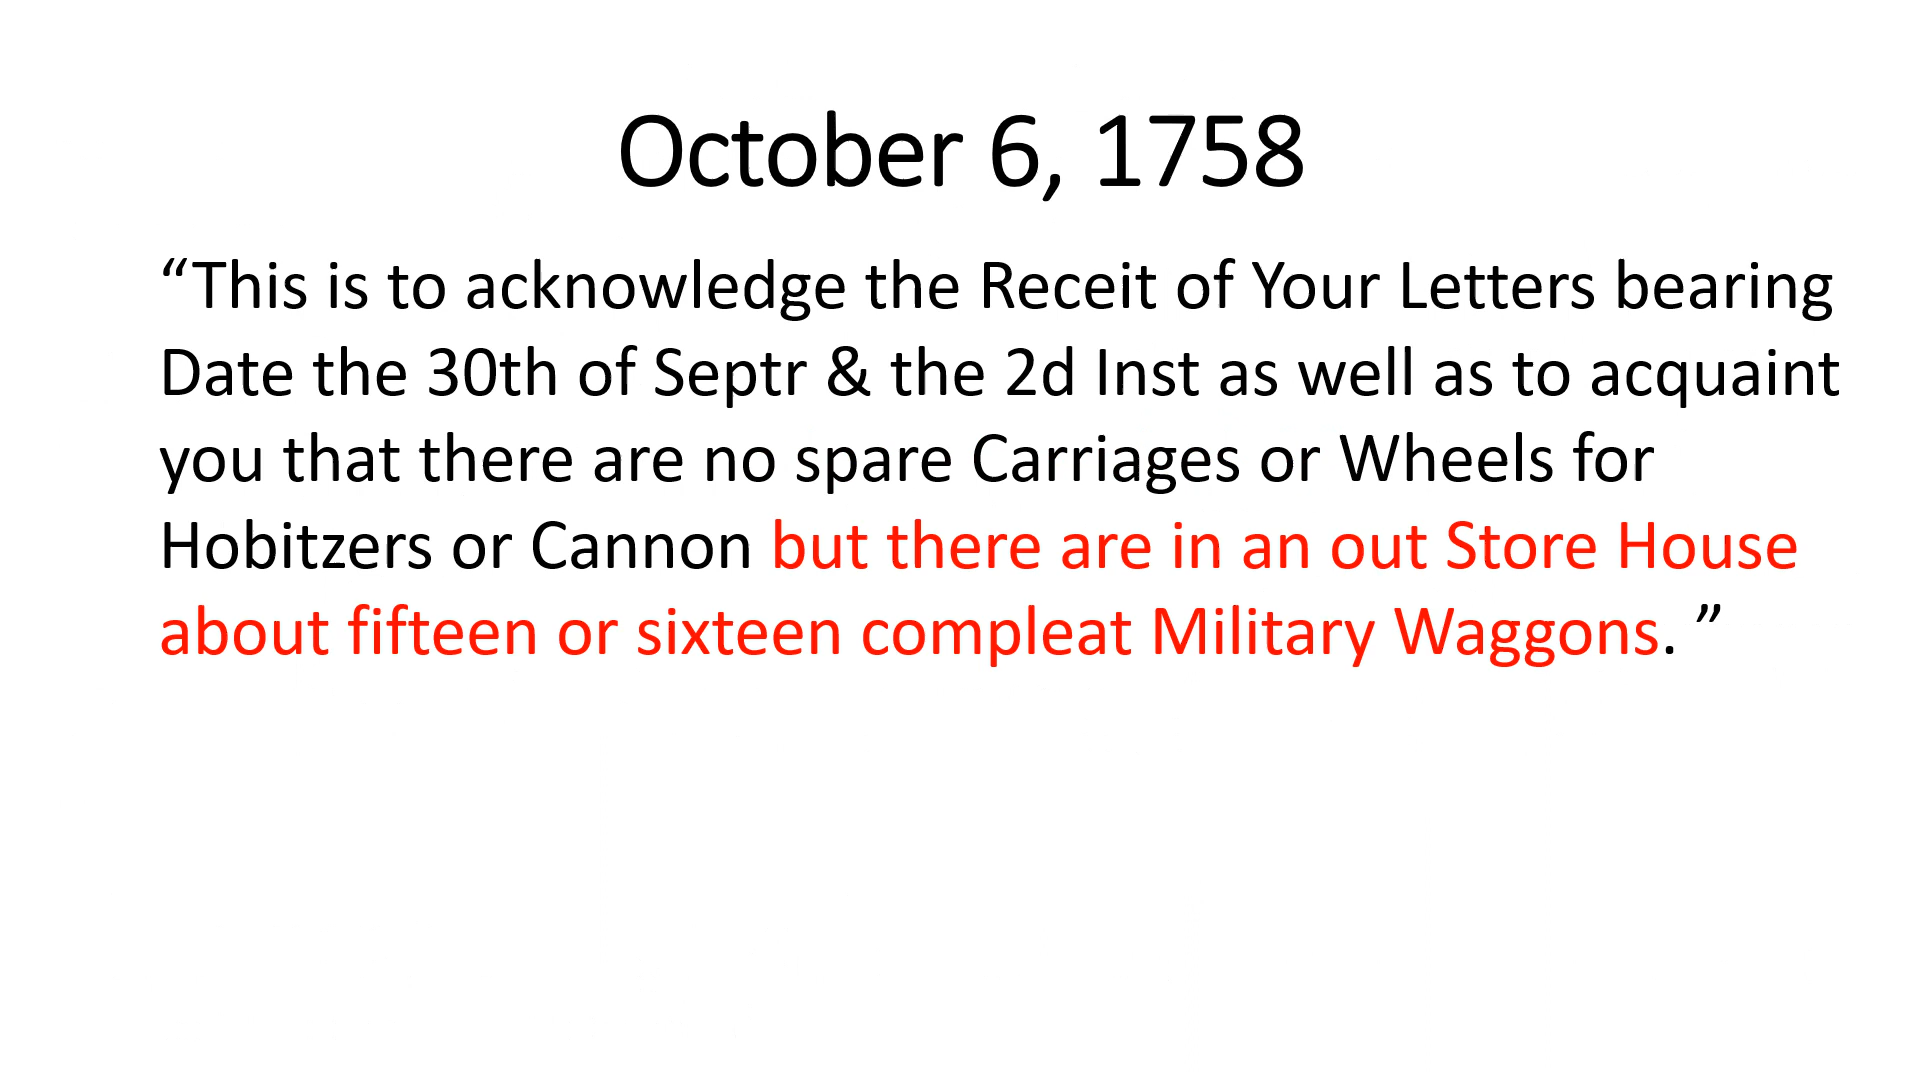 October 6, 1758
“This is to acknowledge the Receit of Your Letters bearing
Date the 30th of Septr & the 2d Inst as well as to acquaint
you that there are no spare Carriages or Wheels for
Hobitzers or Cannon but there are in an out Store House
about fifteen or sixteen compleat Military Waggons. ”